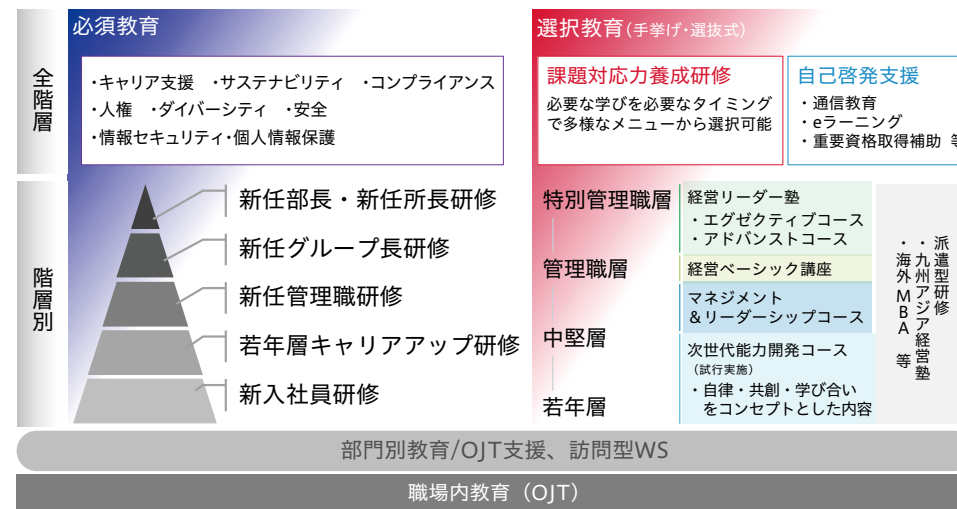 必須教育
選択教育(手挙げ・選抜式)
全階層
・キャリア支援 ・サステナビリティ ・コンプライアンス
・人権 ・ダイバーシティ ・安全
・情報セキュリティ・個人情報保護
課題対応力養成研修
必要な学びを必要なタイミング
で多様なメニューから選択可能
自己啓発支援
・通信教育
・eラーニング
・重要資格取得補助 等
階層別
新任部長・新任所長研修
新任グループ長研修
新任管理職研修
若年層キャリアアップ研修
新入社員研修
特別管理職層
管理職層
中堅層
若年層
経営リーダー塾
・エグゼクティブコース
・アドバンストコース
経営ベーシック講座
マネジメント
&リーダーシップコース
次世代能力開発コース
(試行実施)
・自律・共創・学び合い
をコンセプトとした内容
派遣型研修
・九州アジア経営塾
・海外MBA 等
部門別教育/OJT支援、訪問型WS
職場内教育(OJT)